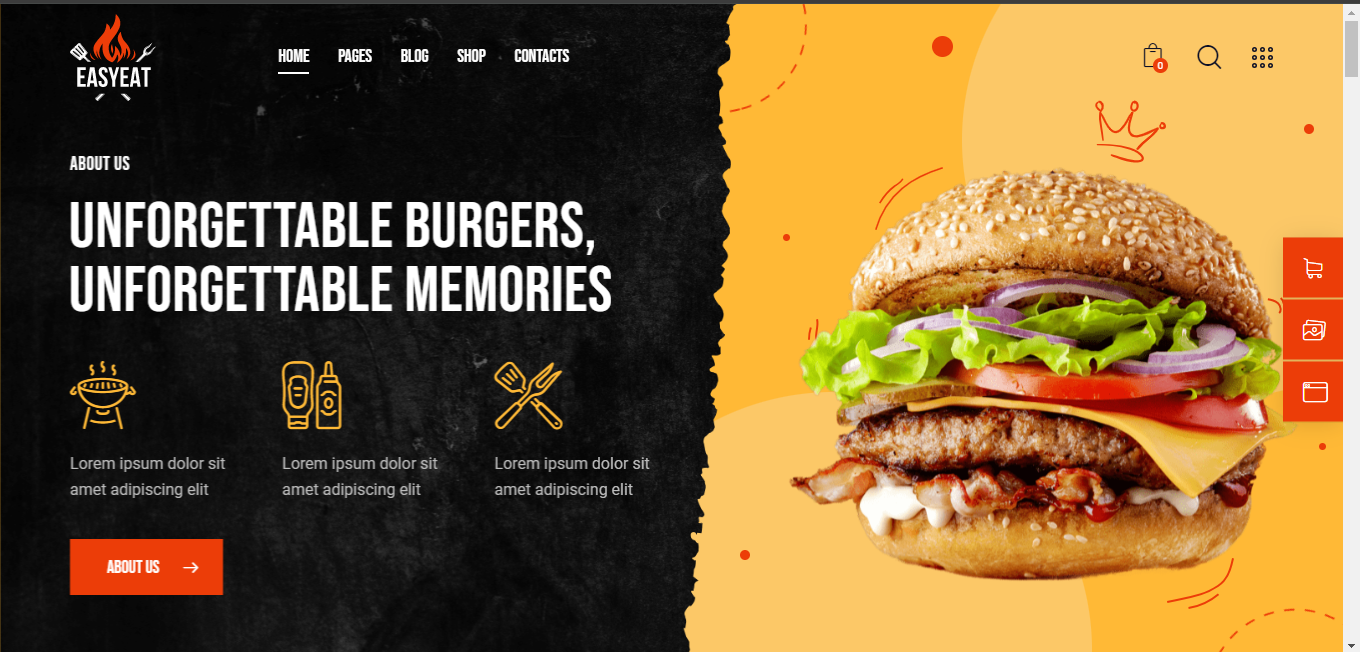 EASYEAT
HOME PAGES BLOG SHOP CONTACTS
0
ABOUT US
UNFORGETTABLE BURGERS,
UNFORGETTABLE MEMORIES
Lorem ipsum dolor sit
amet adipiscing elit
Lorem ipsum dolor sit
amet adipiscing elit
Lorem ipsum dolor sit
amet adipiscing elit
ABOUT US